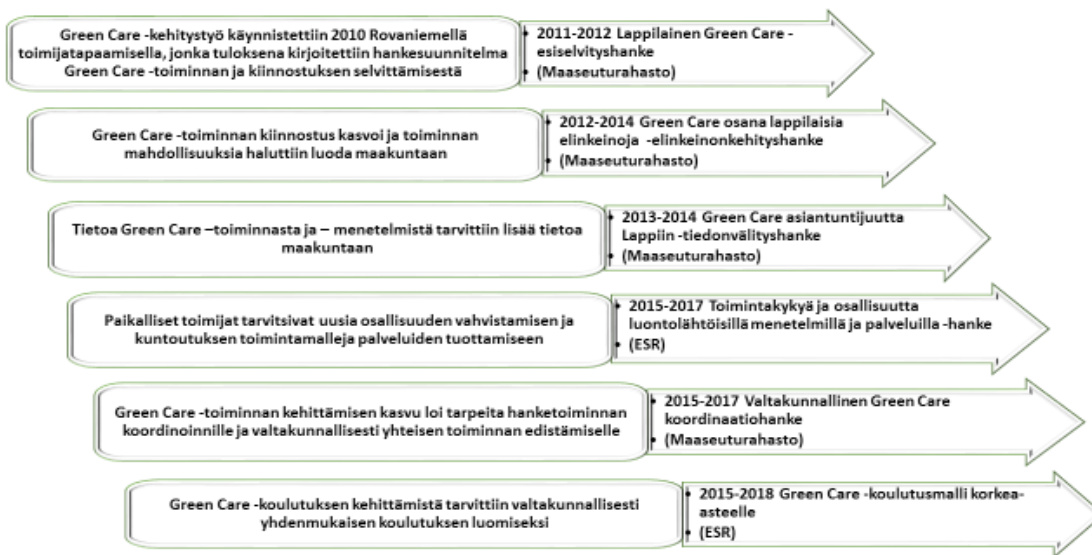 Green Care -kehitystyö käynnistettiin 2010 Rovaniemellä
toimijatapaamisella, jonka tuloksena kirjoitettiin hankesuunnitelma
Green Care -toiminnan ja kiinnostuksen selvittämisestä
• 2011-2012 Lappilainen Green Care -
esiselvityshanke
• (Maaseuturahasto)
Green Care -toiminnan kiinnostus kasvoi ja toiminnan
mahdollisuuksia haluttiin luoda maakuntaan
• 2012-2014 Green Care osana lappilaisia
elinkeinoja -elinkeinonkehityshanke
• (Maaseuturahasto)
Tietoa Green Care –toiminnasta ja – menetelmistä tarvittiin lisää tietoa
maakuntaan
• 2013-2014 Green Care asiantuntijuutta
Lappiin -tiedonvälityshanke
• (Maaseuturahasto)
Paikalliset toimijat tarvitsivat uusia osallisuuden vahvistamisen ja
kuntoutuksen toimintamalleja palveluiden tuottamiseen
• 2015-2017 Toimintakykyä ja osallisuutta
luontolähtöisillä menetelmillä ja palveluilla -hanke
• (ESR)
Green Care -toiminnan kehittämisen kasvu loi tarpeita hanketoiminnan
koordinoinnille ja valtakunnallisesti yhteisen toiminnan edistämiselle
• 2015-2017 Valtakunnallinen Green Care
koordinaatiohanke
• (Maaseuturahasto)
Green Care -koulutuksen kehittämistä tarvittiin valtakunnallisesti
yhdenmukaisen koulutuksen luomiseksi
• 2015-2018 Green Care -koulutusmalli korkea-
asteelle
• (ESR)